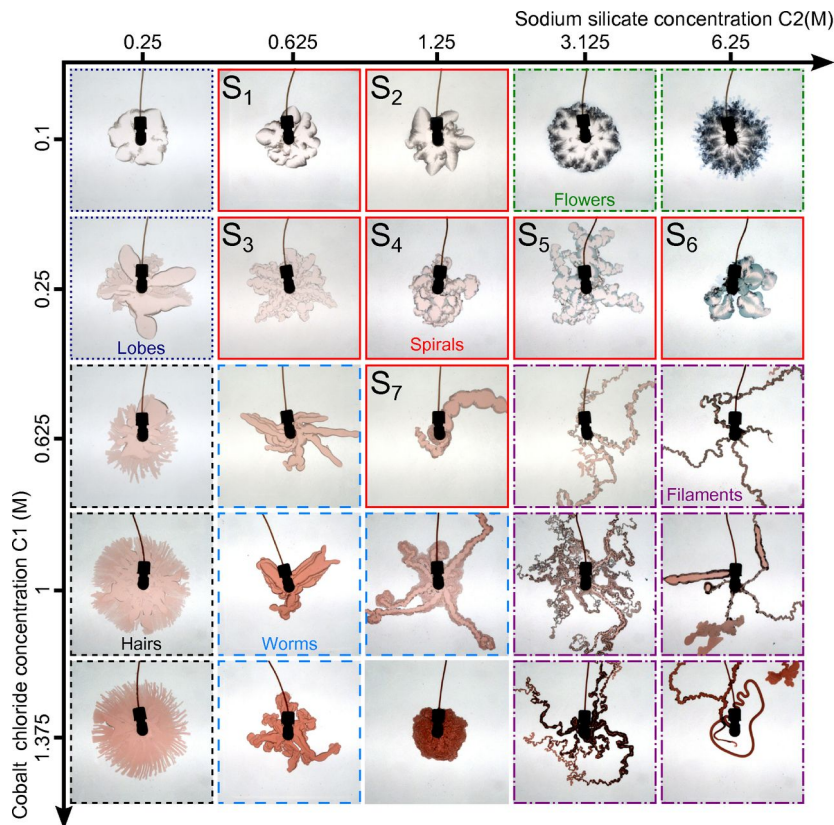 Sodium silicate concentration C2(M)
0.25 0.625 1.25 3.125 6.25
0.1
S1 S2
Flowers
0.25
S3 S4 S5 S6
Lobes Spirals
0.625
S7
Filaments
Cobalt chloride concentration C1 (M)
1
Hairs Worms
1.375